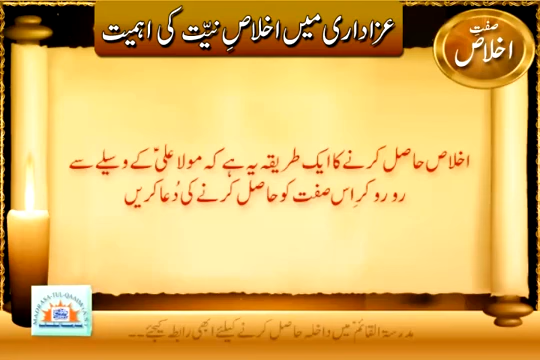 عزاداری میں اخلاصِ نیّت کی اہمیت
صفت
اخلاص
اخلاص حاصل کرنے کا ایک طریقہ یہ ہے کہ مولا علیؑ کے وسیلے سے
رو رو کر اِس صفت کو حاصل کرنے کی دُعا کریں
مدرسۃ القائمؑ میں داخلہ حاصل کرنے کیلئے ابھی رابطہ کیجئے۔۔۔